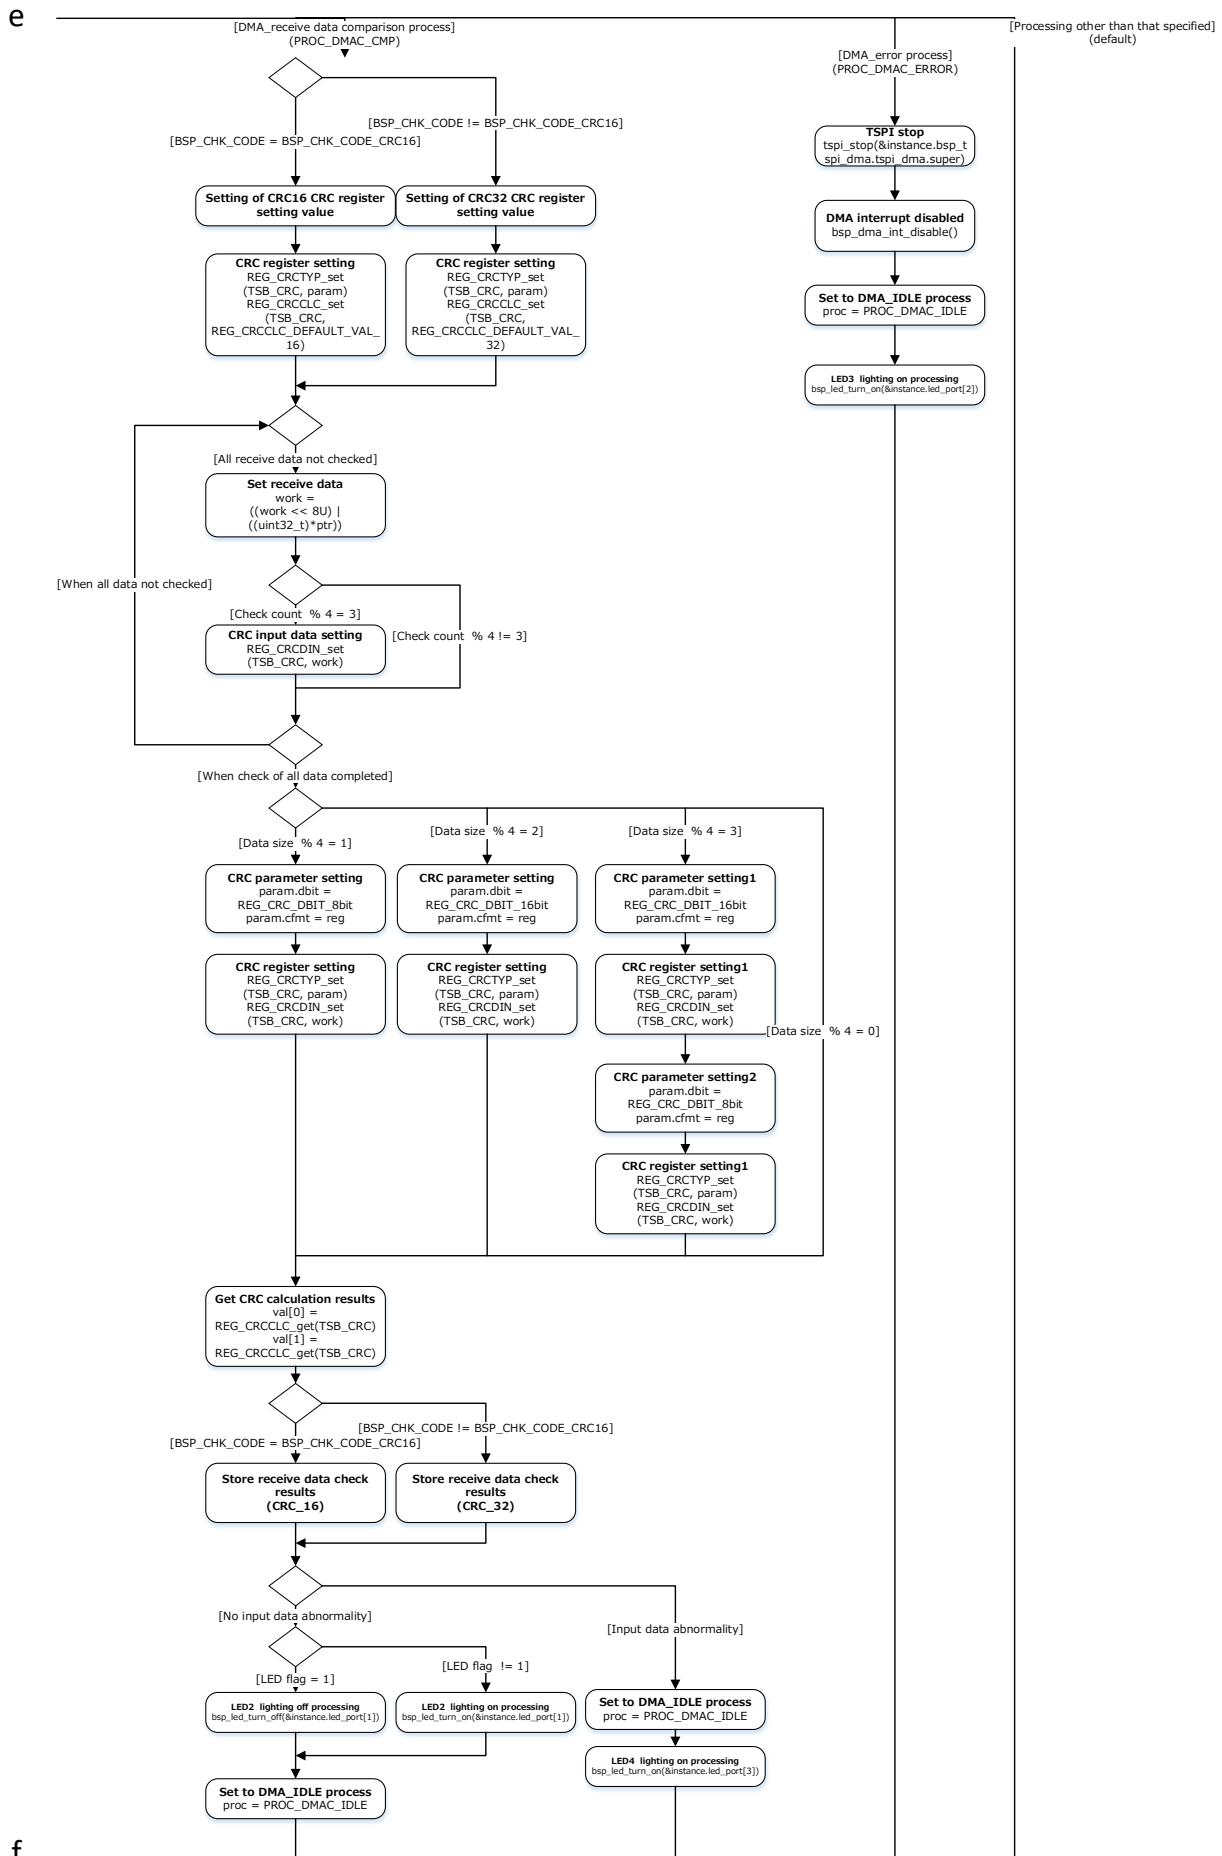 e
[DMA_receive data comparison process]
(PROC_DMAC_CMP)
[Processing other than that specified]
(default)
[DMA_error process]
(PROC_DMAC_ERROR)
[BSP_CHK_CODE != BSP_CHK_CODE_CRC16]
[BSP_CHK_CODE = BSP_CHK_CODE_CRC16]
TSPI stop
tspi_stop(&instance.bsp_t
spi_dma.tspi_dma.super)
Setting of CRC16 CRC register
setting value
Setting of CRC32 CRC register
setting value
DMA interrupt disabled
bsp_dma_int_disable()
CRC register setting
REG_CRCTYP_set
(TSB_CRC, param)
REG_CRCCLC_set
(TSB_CRC,
REG_CRCCLC_DEFAULT_VAL_
16)
CRC register setting
REG_CRCTYP_set
(TSB_CRC, param)
REG_CRCCLC_set
(TSB_CRC,
REG_CRCCLC_DEFAULT_VAL_
32)
Set to DMA_IDLE process
proc = PROC_DMAC_IDLE
LED3 lighting on processing
bsp_led_turn_on(&instance.led_port[2])
[All receive data not checked]
Set receive data
work =
((work << 8U) |
((uint32_t)*ptr))
[When all data not checked]
[Check count % 4 = 3]
[Check count % 4 != 3]
CRC input data setting
REG_CRCDIN_set
(TSB_CRC, work)
[When check of all data completed]
[Data size % 4 = 1]
[Data size % 4 = 2]
[Data size % 4 = 3]
CRC parameter setting
param.dbit =
REG_CRC_DBIT_8bit
param.cfmt = reg
CRC parameter setting
param.dbit =
REG_CRC_DBIT_16bit
param.cfmt = reg
CRC parameter setting1
param.dbit =
REG_CRC_DBIT_16bit
param.cfmt = reg
CRC register setting
REG_CRCTYP_set
(TSB_CRC, param)
REG_CRCDIN_set
(TSB_CRC, work)
CRC register setting
REG_CRCTYP_set
(TSB_CRC, param)
REG_CRCDIN_set
(TSB_CRC, work)
CRC register setting1
REG_CRCTYP_set
(TSB_CRC, param)
REG_CRCDIN_set
(TSB_CRC, work)
[Data size % 4 = 0]
CRC parameter setting2
param.dbit =
REG_CRC_DBIT_8bit
param.cfmt = reg
CRC register setting1
REG_CRCTYP_set
(TSB_CRC, param)
REG_CRCDIN_set
(TSB_CRC, work)
Get CRC calculation results
val[0] =
REG_CRCCLC_get(TSB_CRC)
val[1] =
REG_CRCCLC_get(TSB_CRC)
[BSP_CHK_CODE != BSP_CHK_CODE_CRC16]
[BSP_CHK_CODE = BSP_CHK_CODE_CRC16]
Store receive data check
results
(CRC_16)
Store receive data check
results
(CRC_32)
[No input data abnormality]
[Input data abnormality]
[LED flag = 1]
[LED flag != 1]
LED2 lighting off processing
bsp_led_turn_off(&instance.led_port[1])
LED2 lighting on processing
bsp_led_turn_on(&instance.led_port[1])
Set to DMA_IDLE process
proc = PROC_DMAC_IDLE
LED4 lighting on processing
bsp_led_turn_on(&instance.led_port[3])
Set to DMA_IDLE process
proc = PROC_DMAC_IDLE
f